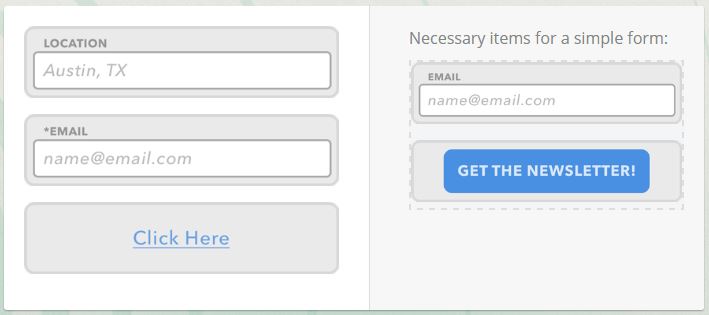 LOCATION
Austin, TX
*EMAIL
name@email.com
Click Here
Necessary items for a simple form:
EMAIL
name@email.com
GET THE NEWSLETTER!